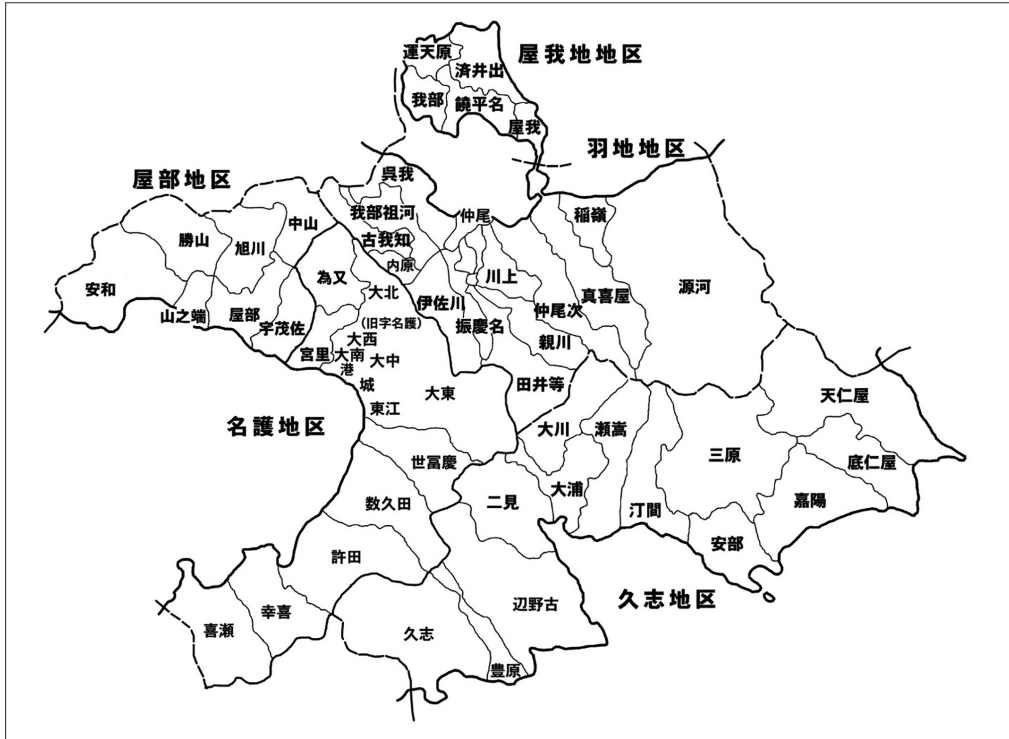 屋我地地区
運天原
済井出
我部
饒平名
屋我
羽地地区
呉我
我部祖河
古我知
内原
仲尾
稲嶺
川上
伊佐川
振慶名
仲尾次
真喜屋
源河
親川
田井等
屋部地区
中山
勝山
旭川
安和
山之端
屋部
宇茂佐
為又
大北
(旧字名護)
大西
宮里
大南
大中
港
城
大東
東江
名護地区
世冨慶
数久田
許田
幸喜
喜瀬
天仁屋
大川
瀬嵩
三原
底仁屋
二見
大浦
汀間
嘉陽
安部
久志地区
辺野古
久志
豊原